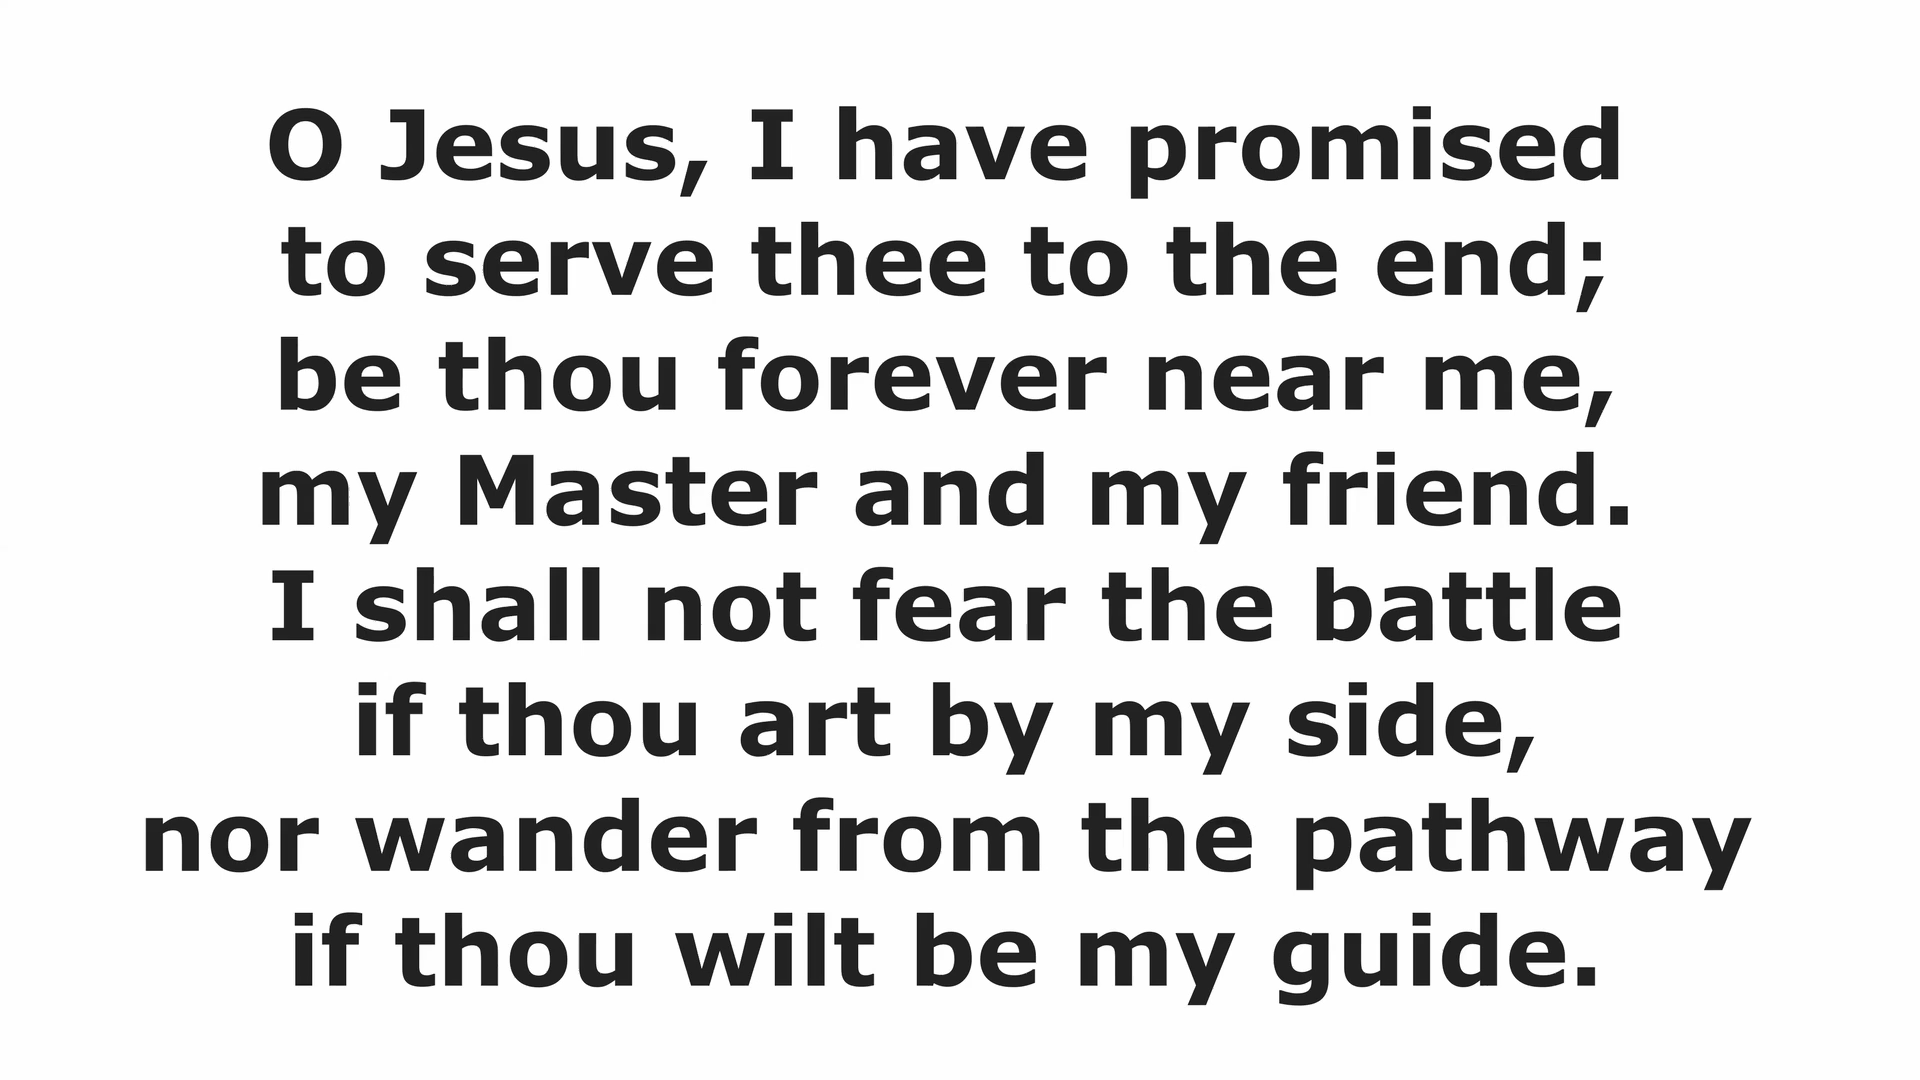 O Jesus, I have promised
to serve thee to the end;
be thou forever near me,
my Master and my friend.
I shall not fear the battle
if thou art by my side,
nor wander from the pathway
if thou wilt be my guide.